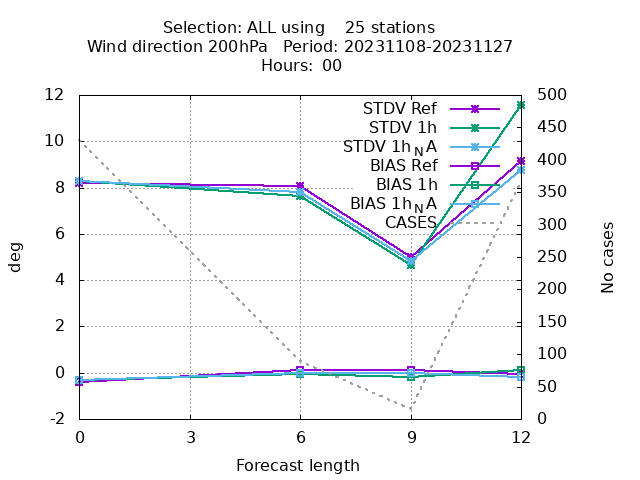 Selection: ALL using    25 stations
Wind direction 200hPa   Period: 20231108-20231127
Hours: 00
12 500
450
10 400
350
8 300
6 250
4 200
150
2 100
0 50
-2 0
deg
No cases
STDV Ref
STDV 1h
STDV 1h_NA
BIAS Ref
BIAS 1h
BIAS 1h_NA
CASES
0 3 6 9 12
Forecast length